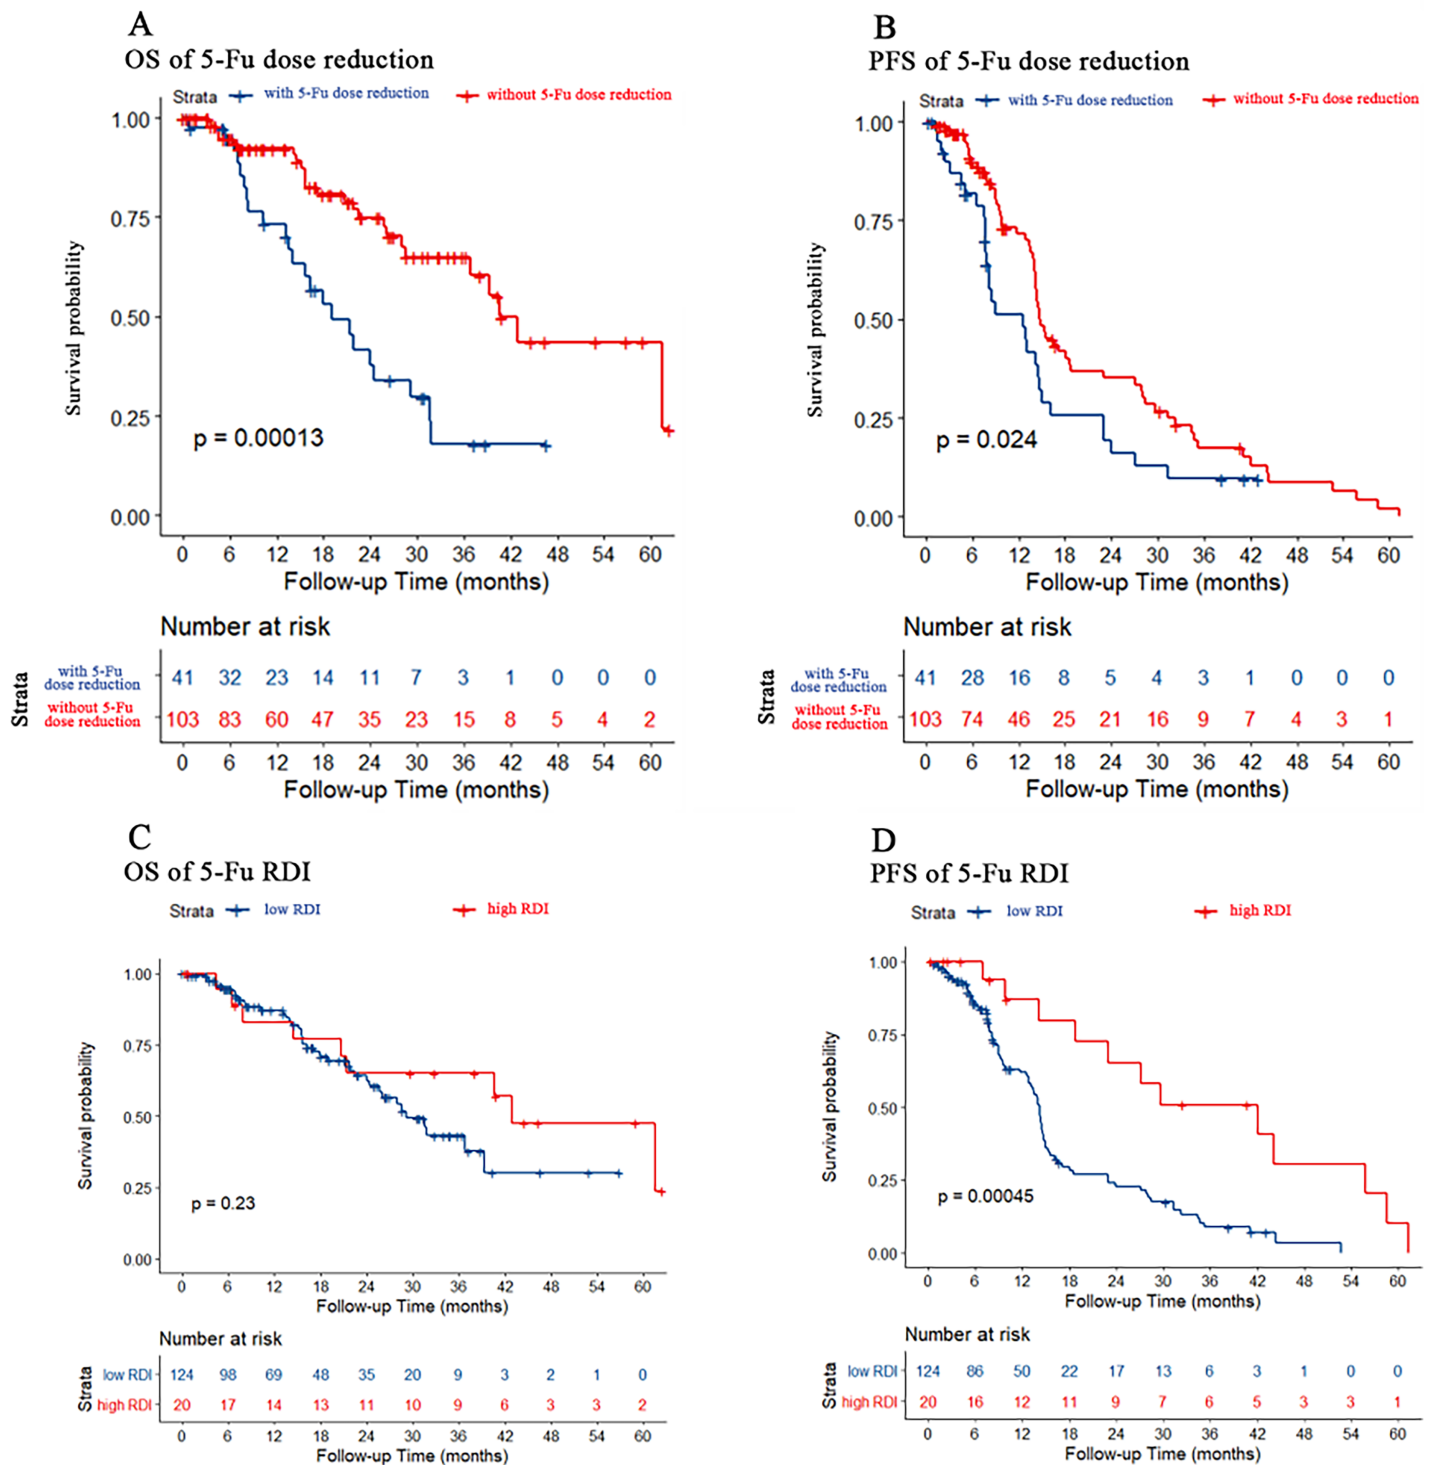 A
OS of 5-Fu dose reduction
Strata with 5-Fu dose reduction without 5-Fu dose reduction
1.00
0.75
0.50
0.25
0.00
Survival probability
p = 0.00013
0 6 12 18 24 30 36 42 48 54 60
Follow-up Time (months)
Number at risk
Strata
with 5-Fu
dose reduction
41 32 23 14 11 7 3 1 0 0 0
without 5-Fu
dose reduction
103 83 60 47 35 23 15 8 5 4 2
0 6 12 18 24 30 36 42 48 54 60
Follow-up Time (months)
B
PFS of 5-Fu dose reduction
Strata with 5-Fu dose reduction without 5-Fu dose reduction
1.00
0.75
0.50
0.25
0.00
Survival probability
p = 0.024
0 6 12 18 24 30 36 42 48 54 60
Follow-up Time (months)
Number at risk
Strata
with 5-Fu
dose reduction
41 28 16 8 5 4 3 1 0 0 0
without 5-Fu
dose reduction
103 74 46 25 21 16 9 7 4 3 1
0 6 12 18 24 30 36 42 48 54 60
Follow-up Time (months)
C
OS of 5-Fu RDI
Strata low RDI high RDI
1.00
0.75
0.50
0.25
0.00
Survival probability
p = 0.23
0 6 12 18 24 30 36 42 48 54 60
Follow-up Time (months)
Number at risk
Strata
low RDI 124 98 69 48 35 20 9 3 2 1 0
high RDI 20 17 14 13 11 10 9 6 3 3 2
0 6 12 18 24 30 36 42 48 54 60
Follow-up Time (months)
D
PFS of 5-Fu RDI
Strata low RDI high RDI
1.00
0.75
0.50
0.25
0.00
Survival probability
p = 0.00045
0 6 12 18 24 30 36 42 48 54 60
Follow-up Time (months)
Number at risk
Strata
low RDI 124 86 50 22 17 13 6 3 1 0 0
high RDI 20 16 12 11 9 7 6 5 3 3 1
0 6 12 18 24 30 36 42 48 54 60
Follow-up Time (months)